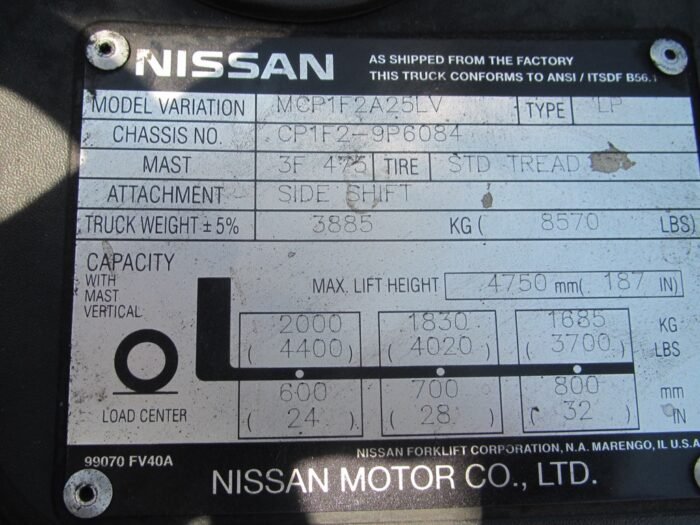 NISSAN
AS SHIPPED FROM THE FACTORY
THIS TRUCK CONFORMS TO ANSI / ITSDF B56.1
MODEL VARIATION MCP1F2A25LV TYPE LP
CHASSIS NO. CP1F2-9P6084
MAST 3F 475 TIRE STD TREAD
ATTACHMENT SIDE SHIFT
TRUCK WEIGHT ± 5% 3885 KG ( 8570 LBS)
CAPACITY
WITH
MAST
VERTICAL
MAX. LIFT HEIGHT 4750 mm( 187 IN)
2000 1830 1685 KG
( 4400 ) ( 4020 ) ( 3700 ) LBS
600 700 800 mm
( 24 ) ( 28 ) ( 32 ) IN
LOAD CENTER
99070 FV40A
NISSAN FORKLIFT CORPORATION, N.A. MARENGO, IL U.S.A
NISSAN MOTOR CO., LTD.